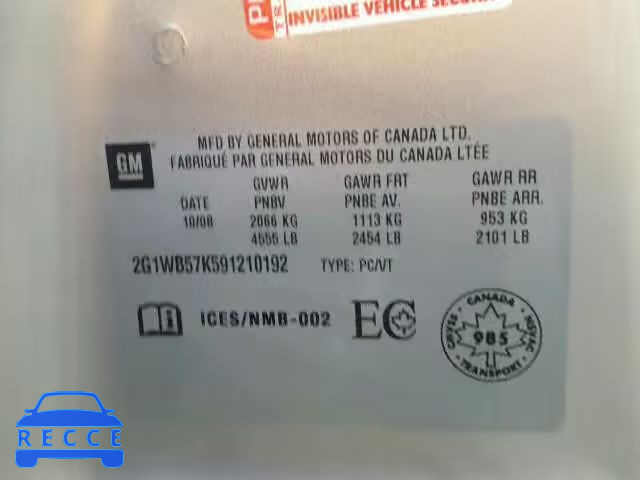 INVISIBLE VEHICLE SECURI
GM
MFD BY GENERAL MOTORS OF CANADA LTD.
FABRIQUÉ PAR GENERAL MOTORS DU CANADA LTÉE
GVWR GAWR FRT GAWR RR
DATE PNBV PNBE AV. PNBE ARR.
10/08 2066 KG 1113 KG 953 KG
4555 LB 2454 LB 2101 LB
2G1WB57K591210192 TYPE: PC/VT
ICES/NMB-002 EC
CANADA
985
TRANSPORT
RECCE